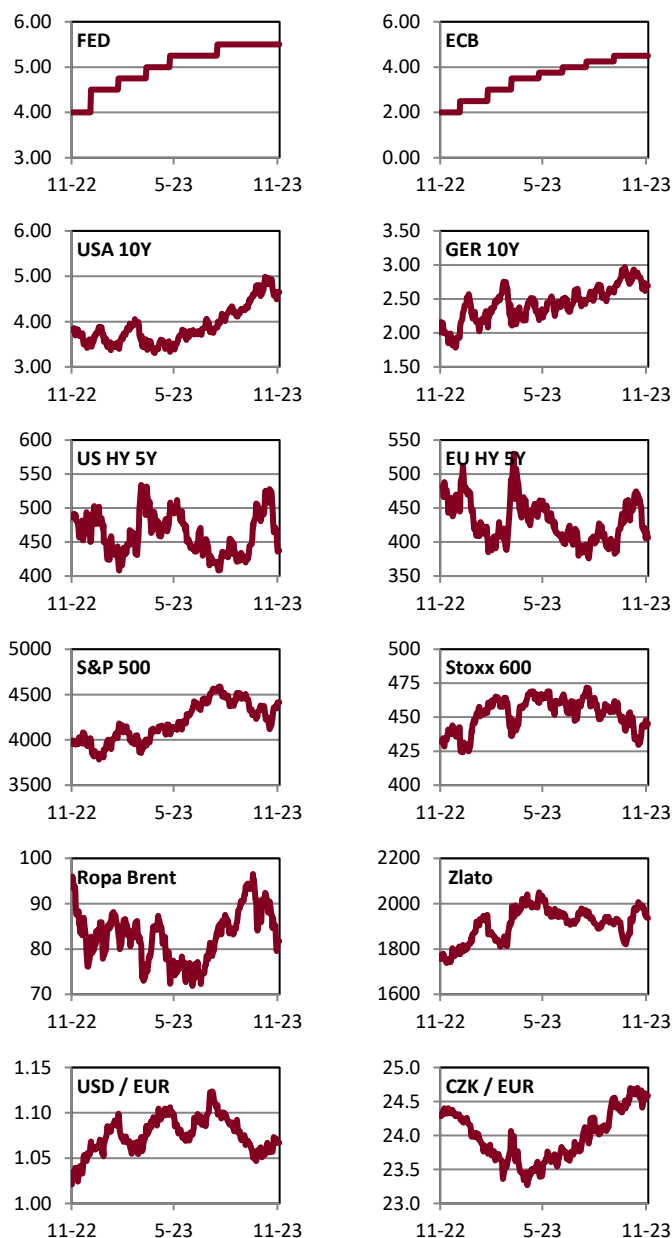 FED
6.00
5.00
4.00
3.00
11-22 5-23 11-23
ECB
6.00
4.00
2.00
0.00
11-22 5-23 11-23
USA 10Y
6.00
5.00
4.00
3.00
11-22 5-23 11-23
GER 10Y
3.50
3.00
2.50
2.00
1.50
11-22 5-23 11-23
US HY 5Y
600
550
500
450
400
11-22 5-23 11-23
EU HY 5Y
550
500
450
400
350
11-22 5-23 11-23
S&P 500
5000
4500
4000
3500
11-22 5-23 11-23
Stoxx 600
500
475
450
425
400
11-22 5-23 11-23
Ropa Brent
100
90
80
70
11-22 5-23 11-23
Zlato
2200
2000
1800
1600
11-22 5-23 11-23
USD / EUR
1.15
1.10
1.05
1.00
11-22 5-23 11-23
CZK / EUR
25.0
24.5
24.0
23.5
23.0
11-22 5-23 11-23